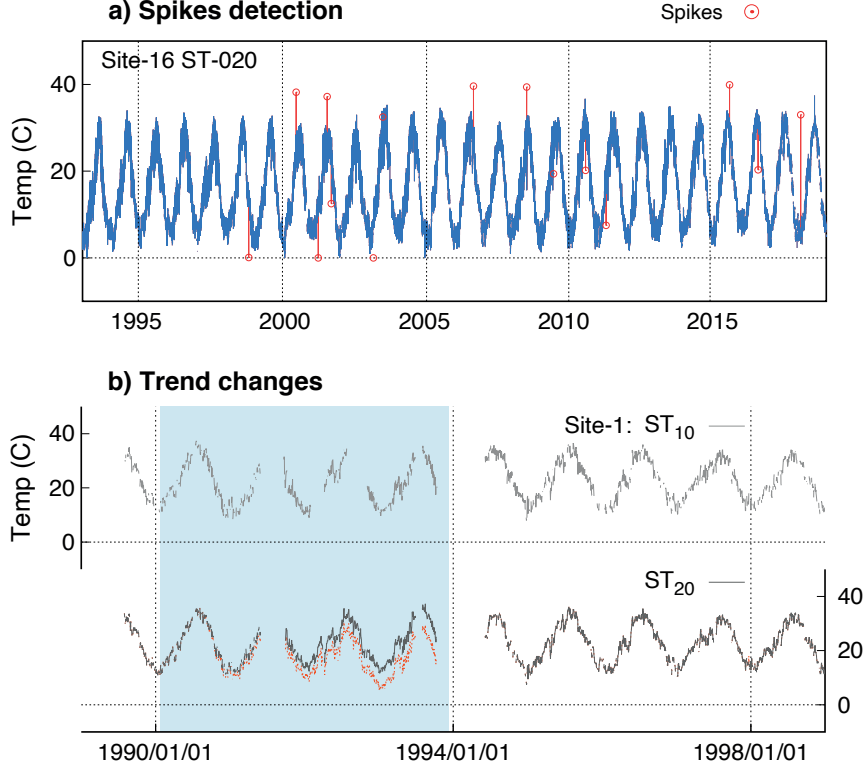 a) Spikes detection
Spikes
Site-16 ST-020
Temp (C)
40
20
0
1995 2000 2005 2010 2015
b) Trend changes
Site-1: ST10
Temp (C)
40
20
0
ST20
40
20
0
1990/01/01 1994/01/01 1998/01/01